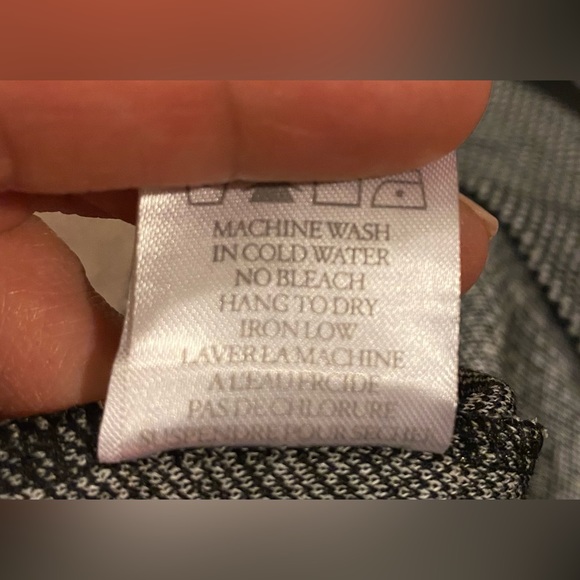 MACHINE WASH
IN COLD WATER
NO BLEACH
HANG TO DRY
IRON LOW
LAVER LA MACHINE
A L'EAU FRCIDE
PAS DE CHLORURE
SUSPENDRE POUR SECHER